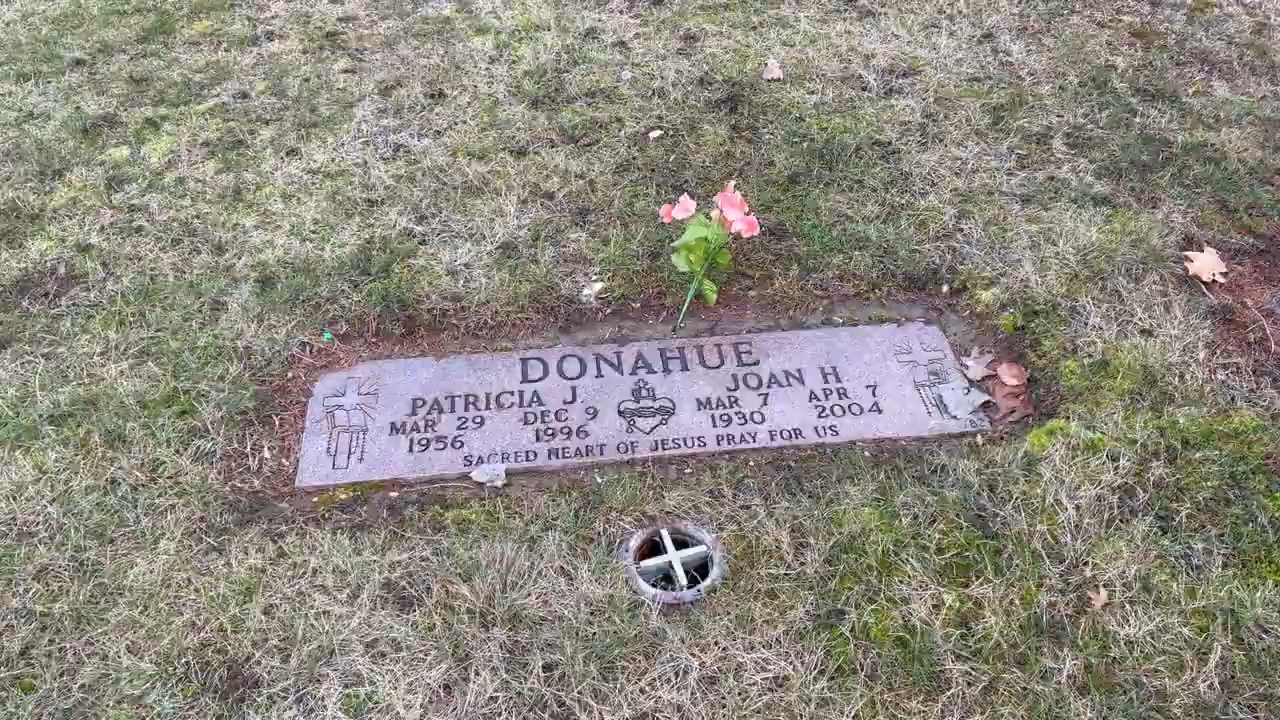 DONAHUE
PATRICIA J.
MAR 29 DEC 9
1956 1996
JOAN H
MAR 7 APR 7
1930 2004
SACRED HEART OF JESUS PRAY FOR US